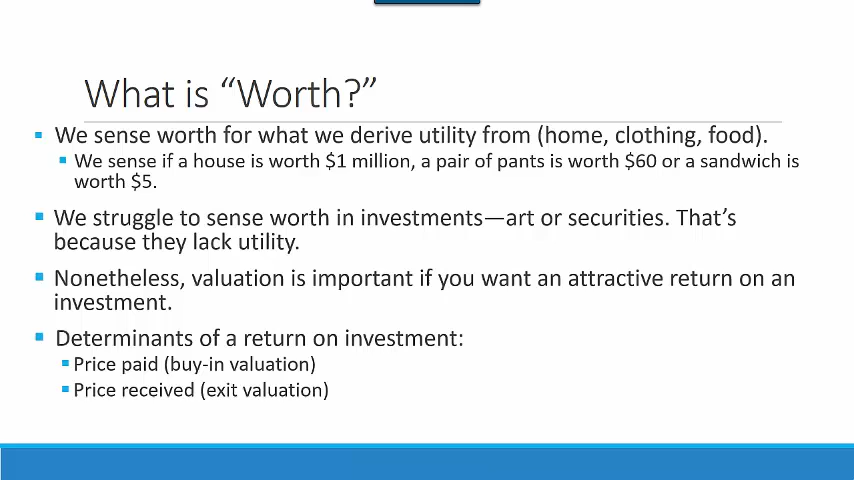 What is “Worth?”
▪ We sense worth for what we derive utility from (home, clothing, food).
▪ We sense if a house is worth $1 million, a pair of pants is worth $60 or a sandwich is
worth $5.
▪ We struggle to sense worth in investments—art or securities. That’s
because they lack utility.
▪ Nonetheless, valuation is important if you want an attractive return on an
investment.
▪ Determinants of a return on investment:
▪ Price paid (buy-in valuation)
▪ Price received (exit valuation)